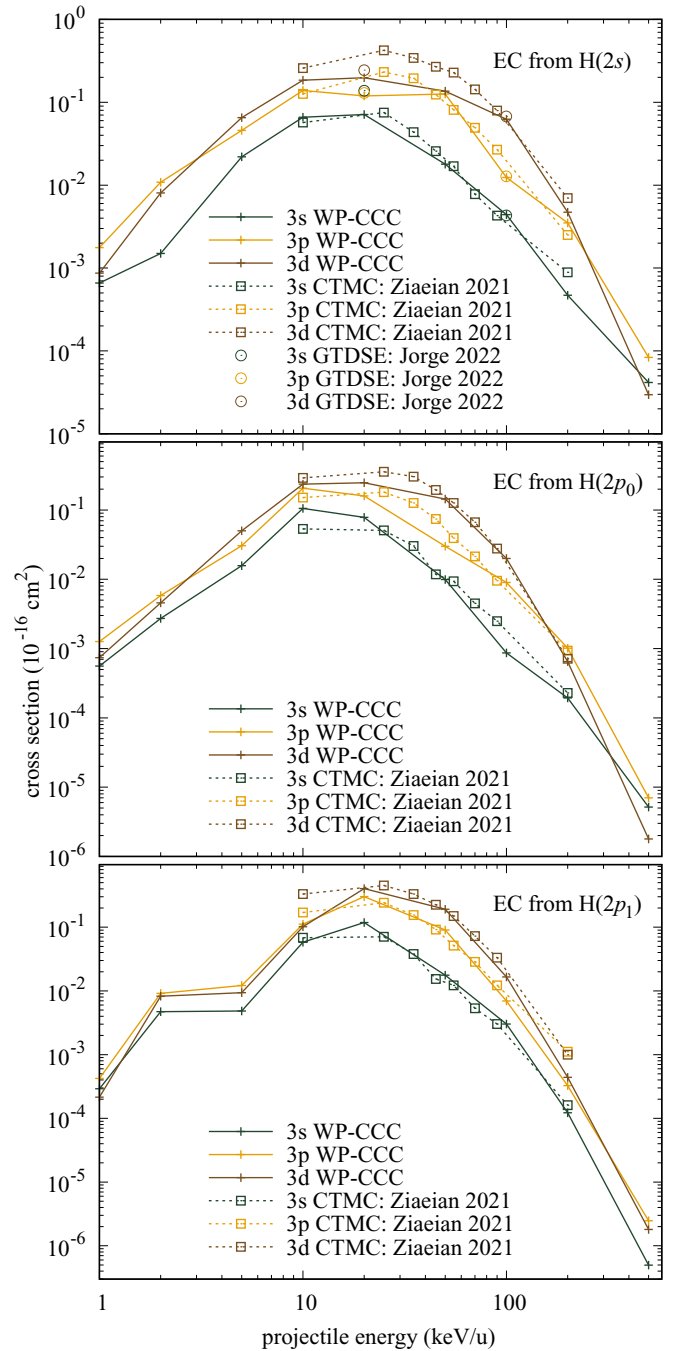 10^0
EC from H(2s)
10^-1
10^-2
3s WP-CCC
3p WP-CCC
10^-3
3d WP-CCC
3s CTMC: Ziaeian 2021
3p CTMC: Ziaeian 2021
3d CTMC: Ziaeian 2021
10^-4
3s GTDSE: Jorge 2022
3p GTDSE: Jorge 2022
3d GTDSE: Jorge 2022
10^-5
EC from H(2p_0)
10^-1
10^-2
10^-3
3s WP-CCC
10^-4
3p WP-CCC
3d WP-CCC
3s CTMC: Ziaeian 2021
10^-5
3p CTMC: Ziaeian 2021
3d CTMC: Ziaeian 2021
10^-6
cross section (10^-16 cm^2)
EC from H(2p_1)
10^-1
10^-2
10^-3
10^-4
3s WP-CCC
3p WP-CCC
10^-5
3d WP-CCC
3s CTMC: Ziaeian 2021
3p CTMC: Ziaeian 2021
10^-6
3d CTMC: Ziaeian 2021
1 10 100
projectile energy (keV/u)